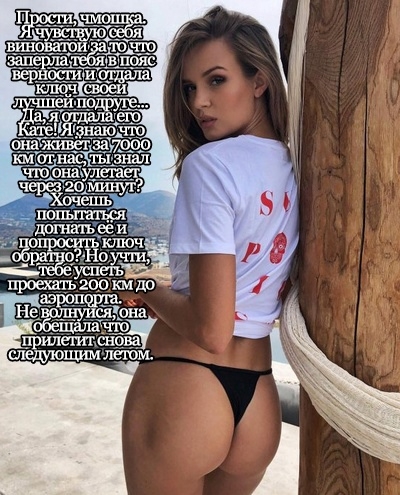 Прости, чмошка.
Я чувствую себя
виноватой за то что
заперла тебя в пояс
верности и отдала
ключ своей
лучшей подруге...
Да, я отдала его
Кате! Я знаю что
она живет за 7000
км от нас, ты знал
что она улетает
через 20 минут?
Хочешь
попытаться
догнать её и
попросить ключ
обратно? Но учти,
тебе успеть
проехать 200 км до
аэропорта.
Не волнуйся, она
обещала что
прилетит снова
следующим летом.
S
P